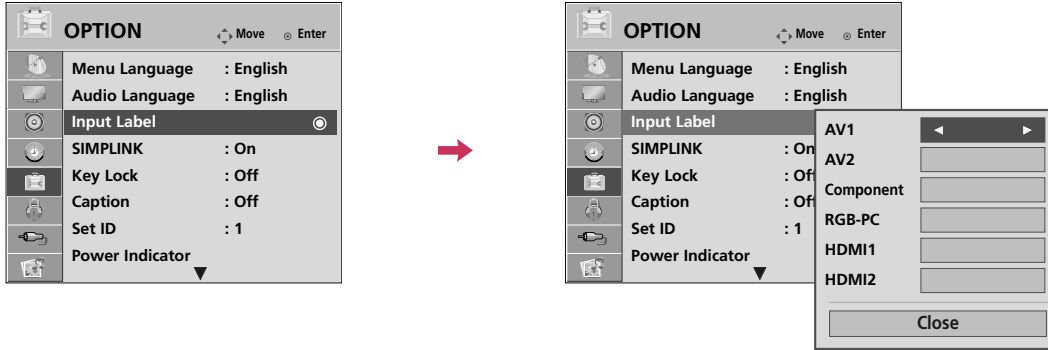 OPTION Move Enter
Menu Language : English
Audio Language : English
Input Label
SIMPLINK : On
Key Lock : Off
Caption : Off
Set ID : 1
Power Indicator
OPTION Move Enter
Menu Language : English
Audio Language : English
Input Label
SIMPLINK : On
Key Lock : Off
Caption : Off
Set ID : 1
Power Indicator
AV1
AV2
Component
RGB-PC
HDMI1
HDMI2
Close